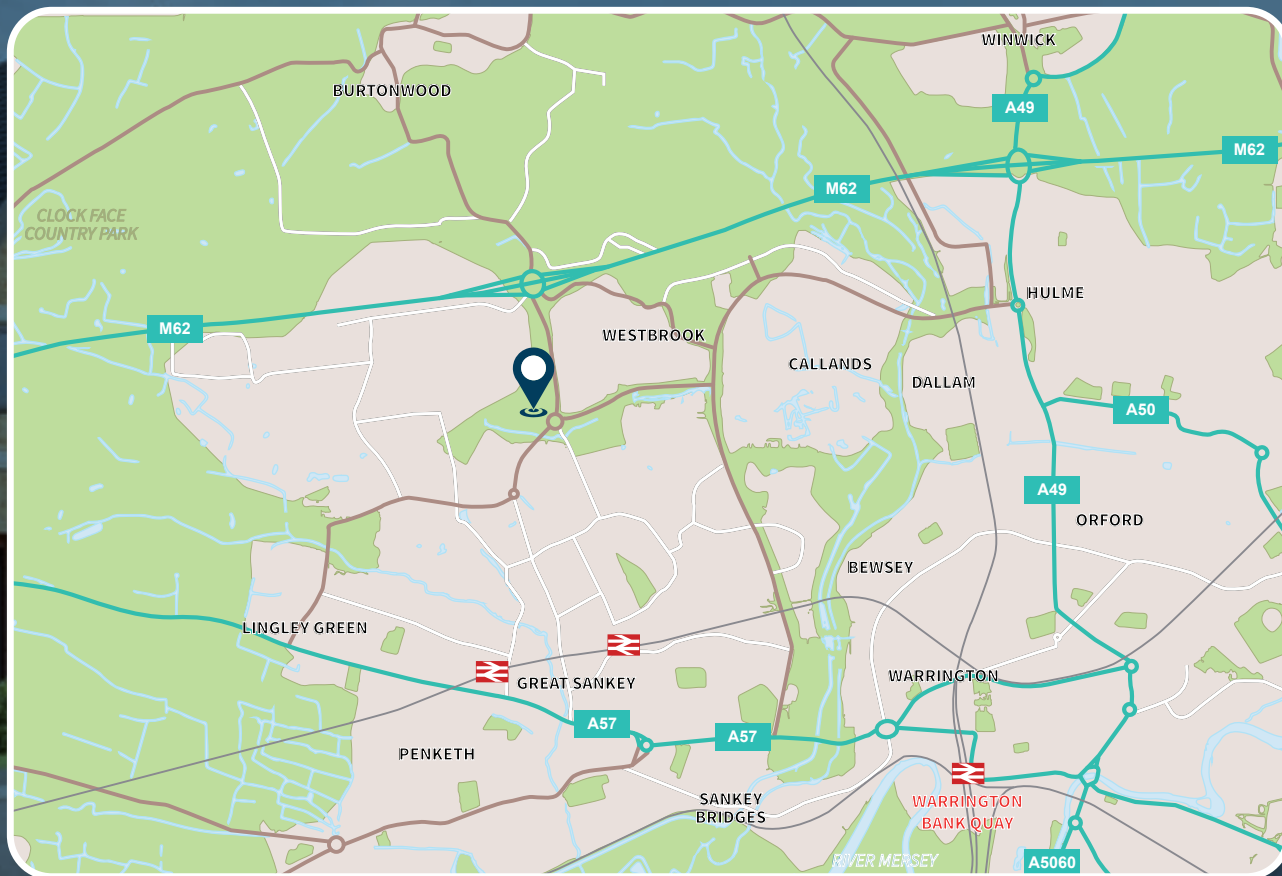 WINWICK
BURTONWOOD
A49
M62
M62
CLOCK FACE
COUNTRY PARK
HULME
M62
WESTBROOK
CALLANDS
DALLAM
A50
A49
ORFORD
BEWSEY
LINGLEY GREEN
WARRINGTON
GREAT SANKEY
A57
A57
PENKETH
SANKEY
BRIDGES
WARRINGTON
BANK QUAY
RIVER MERSEY
A5060